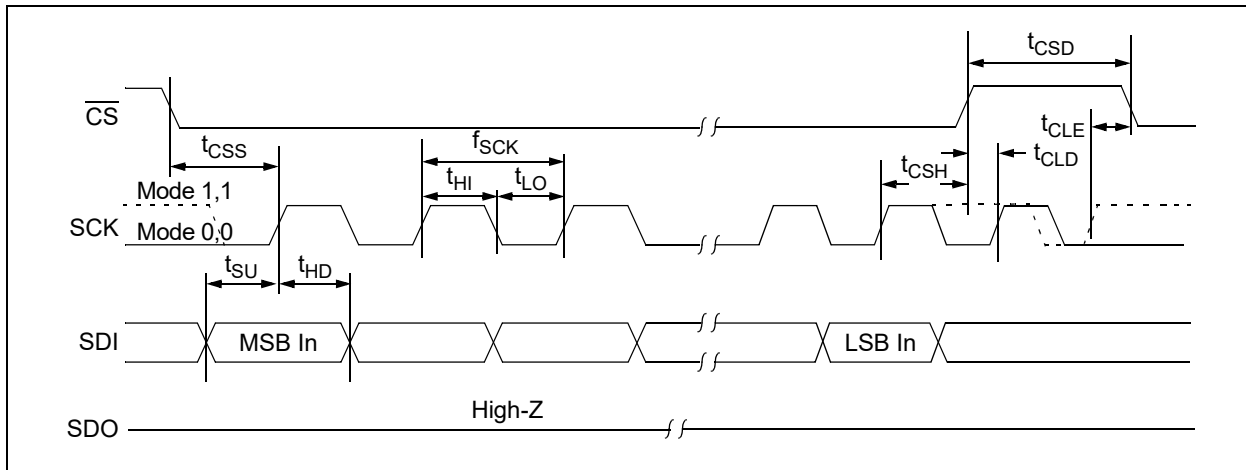 tCSD
CS
tCLE
tCSS
fSCK
tCSH
tCLD
tHI
tLO
Mode 1,1
SCK
Mode 0,0
tSU
tHD
SDI
MSB In
LSB In
High-Z
SDO